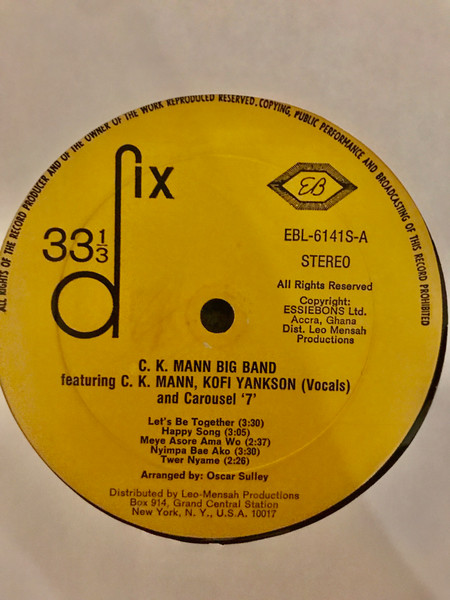 ALL RIGHTS OF THE RECORD PRODUCER AND OF THE OWNER OF THE WORK REPRODUCED RESERVED. COPYING, PUBLIC PERFORMANCE AND BROADCASTING OF THIS RECORD PROHIBITED
dix
33 1/3
EB
EBL-6141S-A
STEREO
All Rights Reserved
Copyright:
ESSIEBONS Ltd.
Accra, Ghana
Dist. Leo Mensah
Productions
C. K. MANN BIG BAND
featuring C. K. MANN, KOFI YANKSON (Vocals)
and Carousel '7'
Let's Be Together (3:30)
Happy Song (3:05)
Meye Asore Ama Wo (2:37)
Nyimpa Bae Ako (3:30)
Twer Nyame (2:26)
Arranged by: Oscar Sulley
Distributed by Leo-Mensah Productions
Box 914, Grand Central Station
New York, N. Y., U.S.A. 10017